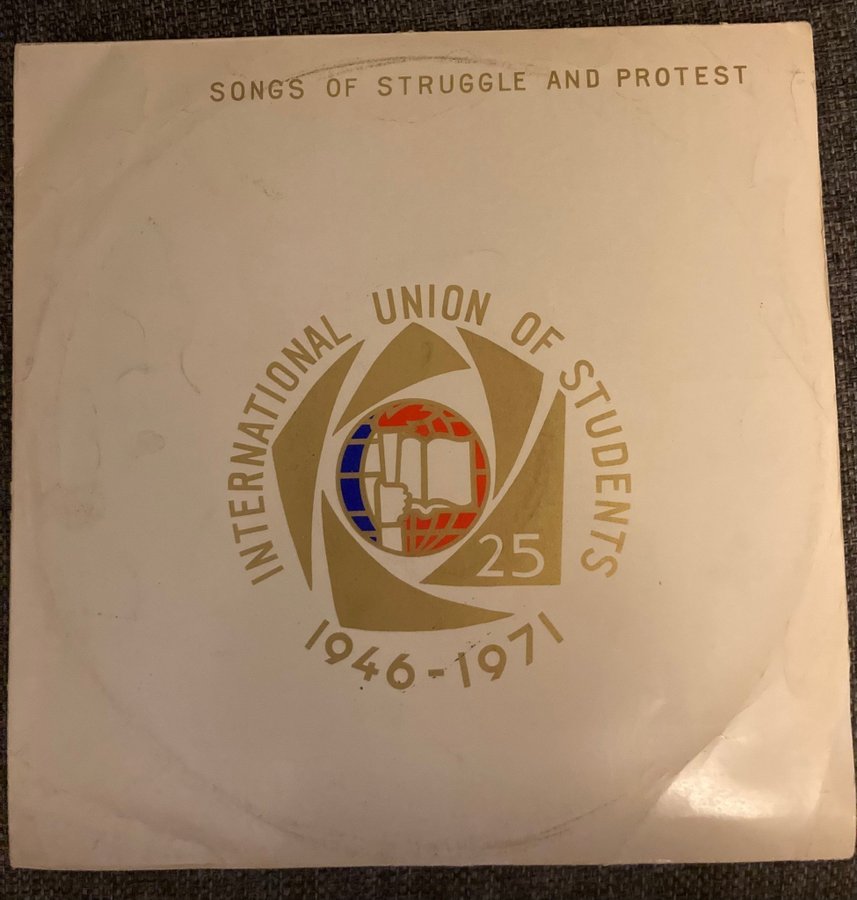 SONGS OF STRUGGLE AND PROTEST
INTERNATIONAL UNION OF STUDENTS
25
1946-1971